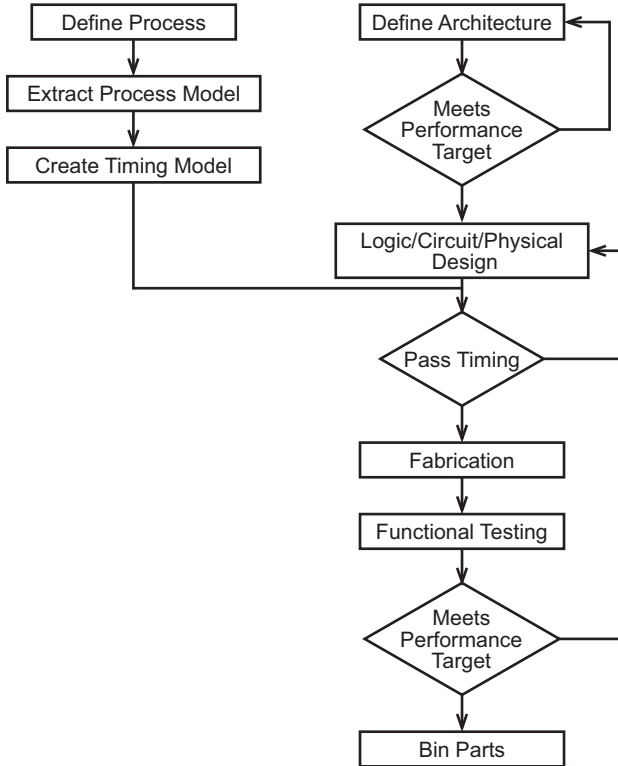 Define Process
Extract Process Model
Create Timing Model
Define Architecture
Meets
Performance
Target
Logic/Circuit/Physical
Design
Pass Timing
Fabrication
Functional Testing
Meets
Performance
Target
Bin Parts